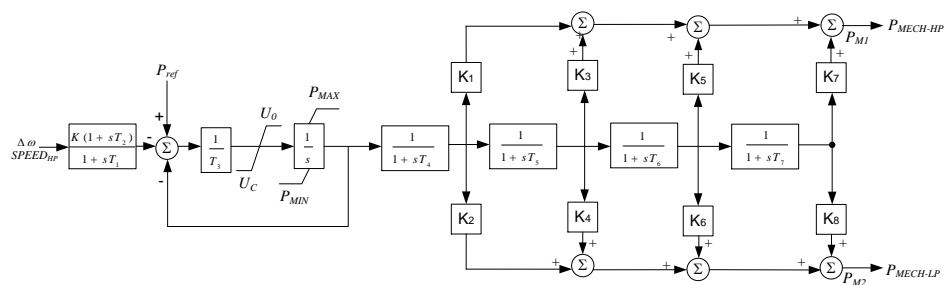 Δω
SPEED_HP
K (1 + sT_2)
1 + sT_1
P_ref
+
-
-
Σ
1
T_3
U_0
U_C
P_MAX
1
s
P_MIN
1
1 + sT_4
K_1
K_2
1
1 + sT_5
Σ
+
+
K_3
K_4
+
+
Σ
1
1 + sT_6
+
Σ
+
K_5
K_6
+
+
Σ
1
1 + sT_7
+
Σ
+
K_7
K_8
+
+
Σ
P_M1
P_MECH-HP
P_M2
P_MECH-LP